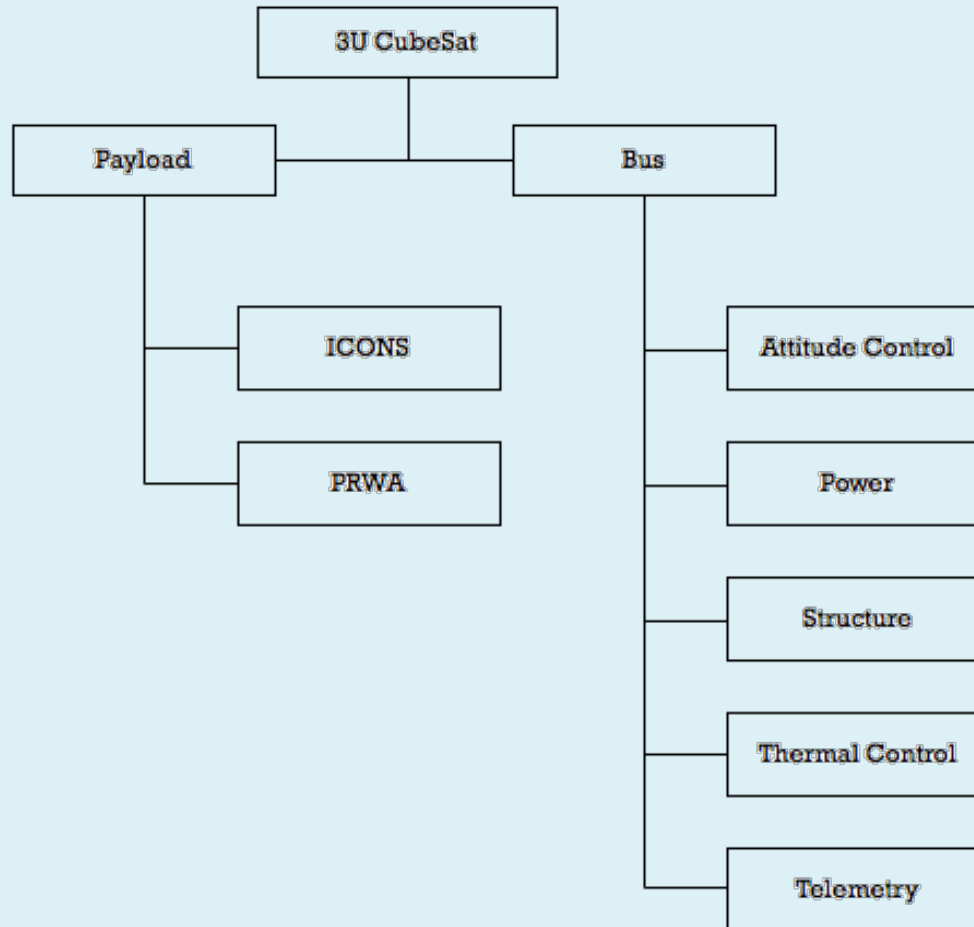 3U CubeSat
Payload
Bus
ICONS
Attitude Control
PRWA
Power
Structure
Thermal Control
Telemetry